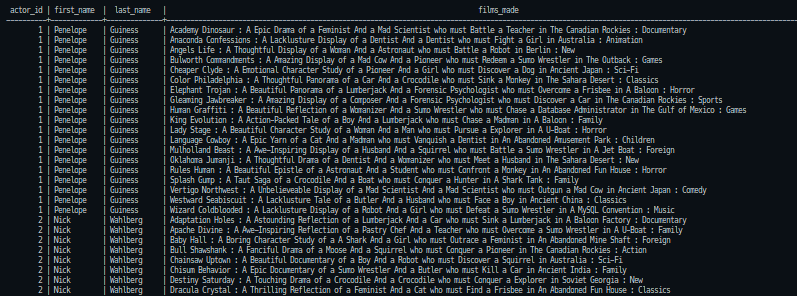 actor_id | first_name | last_name | films_made
1 | Penelope | Guiness | Academy Dinosaur : A Epic Drama of a Feminist And a Mad Scientist who must Battle a Teacher in The Canadian Rockies : Documentary
1 | Penelope | Guiness | Anaconda Confessions : A Lacklusture Display of a Dentist And a Dentist who must Fight a Girl in Australia : Animation
1 | Penelope | Guiness | Angels Life : A Thoughtful Display of a Woman And a Astronaut who must Battle a Robot in Berlin : New
1 | Penelope | Guiness | Bulworth Commandments : A Amazing Display of a Mad Cow And a Pioneer who must Redeem a Sumo Wrestler in The Outback : Games
1 | Penelope | Guiness | Cheaper Clyde : A Emotional Character Study of a Pioneer And a Girl who must Discover a Dog in Ancient Japan : Sci-Fi
1 | Penelope | Guiness | Color Philadelphia : A Thoughtful Panorama of a Car And a Crocodile who must Sink a Monkey in The Sahara Desert : Classics
1 | Penelope | Guiness | Elephant Trojan : A Beautiful Panorama of a Lumberjack And a Forensic Psychologist who must Overcome a Frisbee in A Baloon : Horror
1 | Penelope | Guiness | Gleaming Jawbreaker : A Amazing Display of a Composer And a Forensic Psychologist who must Discover a Car in The Canadian Rockies : Sports
1 | Penelope | Guiness | Human Graffiti : A Beautiful Reflection of a Womanizer And a Sumo Wrestler who must Chase a Database Administrator in The Gulf of Mexico : Games
1 | Penelope | Guiness | King Evolution : A Action-Packed Tale of a Boy And a Lumberjack who must Chase a Madman in A Baloon : Family
1 | Penelope | Guiness | Lady Stage : A Beautiful Character Study of a Woman And a Man who must Pursue a Explorer in A U-Boat : Horror
1 | Penelope | Guiness | Language Cowboy : A Epic Yarn of a Cat And a Madman who must Vanquish a Dentist in An Abandoned Amusement Park : Children
1 | Penelope | Guiness | Mulholland Beast : A Awe-Inspiring Display of a Husband And a Squirrel who must Battle a Sumo Wrestler in A Jet Boat : Foreign
1 | Penelope | Guiness | Oklahoma Jumanji : A Thoughtful Drama of a Dentist And a Womanizer who must Meet a Husband in The Sahara Desert : New
1 | Penelope | Guiness | Rules Human : A Beautiful Epistle of a Astronaut And a Student who must Confront a Monkey in An Abandoned Fun House : Horror
1 | Penelope | Guiness | Splash Gump : A Taut Saga of a Crocodile And a Boat who must Conquer a Hunter in A Shark Tank : Family
1 | Penelope | Guiness | Vertigo Northwest : A Unbelieveable Display of a Mad Scientist And a Mad Scientist who must Outgun a Mad Cow in Ancient Japan : Comedy
1 | Penelope | Guiness | Westward Seabiscuit : A Lacklusture Tale of a Butler And a Husband who must Face a Boy in Ancient China : Classics
1 | Penelope | Guiness | Wizard Coldblooded : A Lacklusture Display of a Robot And a Girl who must Defeat a Sumo Wrestler in A MySQL Convention : Music
2 | Nick | Wahlberg | Adaptation Holes : A Astounding Reflection of a Lumberjack And a Car who must Sink a Lumberjack in A Baloon Factory : Documentary
2 | Nick | Wahlberg | Apache Divine : A Awe-Inspiring Reflection of a Pastry Chef And a Teacher who must Overcome a Sumo Wrestler in A U-Boat : Family
2 | Nick | Wahlberg | Baby Hall : A Boring Character Study of a A Shark And a Girl who must Outrace a Feminist in An Abandoned Mine Shaft : Foreign
2 | Nick | Wahlberg | Bull Shawshank : A Fanciful Drama of a Moose And a Squirrel who must Conquer a Pioneer in The Canadian Rockies : Action
2 | Nick | Wahlberg | Chainsaw Uptown : A Beautiful Documentary of a Boy And a Robot who must Discover a Squirrel in Australia : Sci-Fi
2 | Nick | Wahlberg | Chisum Behavior : A Epic Documentary of a Sumo Wrestler And a Butler who must Kill a Car in Ancient India : Family
2 | Nick | Wahlberg | Destiny Saturday : A Touching Drama of a Crocodile And a Crocodile who must Conquer a Explorer in Soviet Georgia : New
2 | Nick | Wahlberg | Dracula Crystal : A Thrilling Reflection of a Feminist And a Cat who must Find a Frisbee in An Abandoned Fun House : Classics